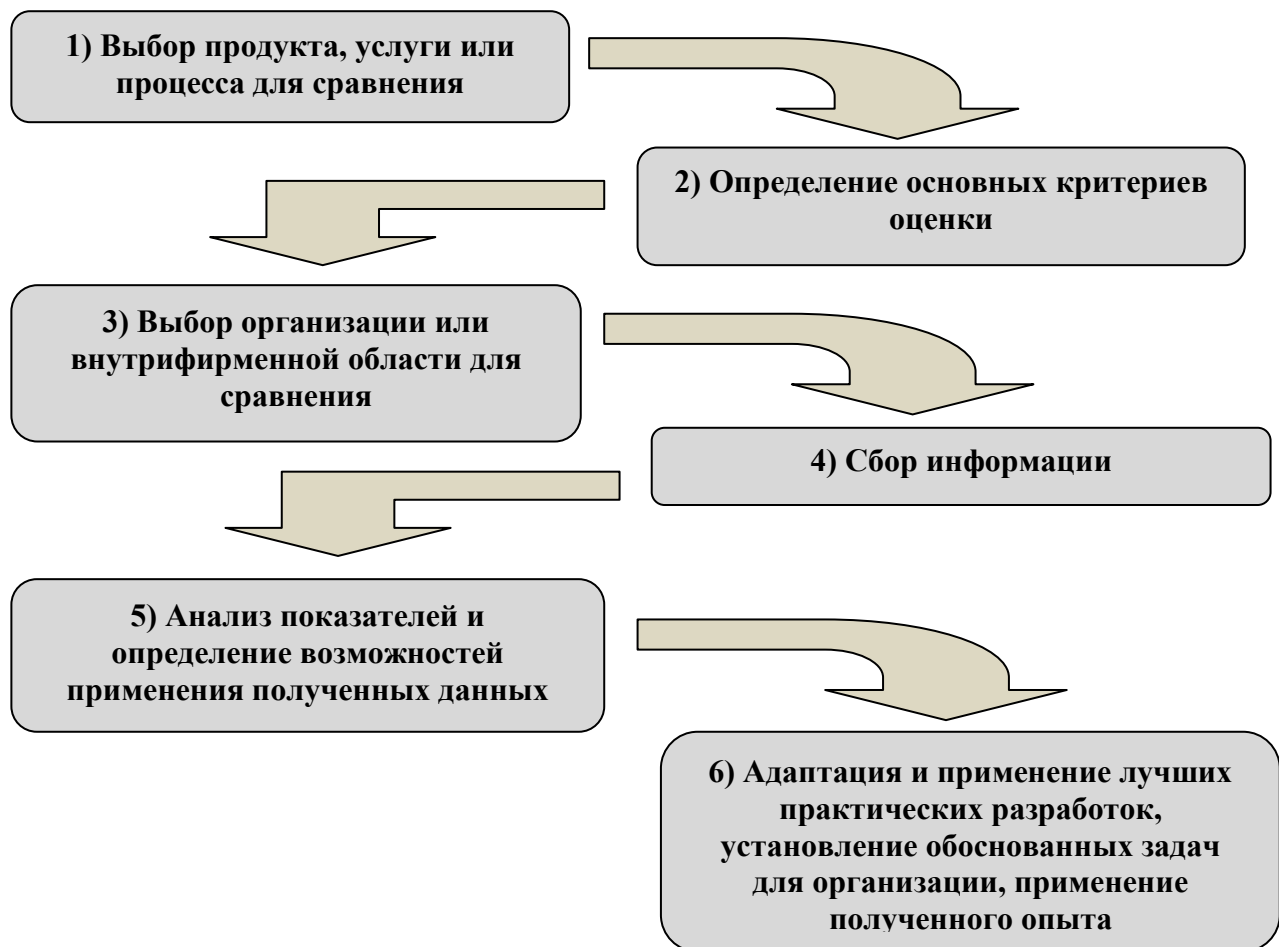 1) Выбор продукта, услуги или
процесса для сравнения
2) Определение основных критериев
оценки
3) Выбор организации или
внутрифирменной области для
сравнения
4) Сбор информации
5) Анализ показателей и
определение возможностей
применения полученных данных
6) Адаптация и применение лучших
практических разработок,
установление обоснованных задач
для организации, применение
полученного опыта